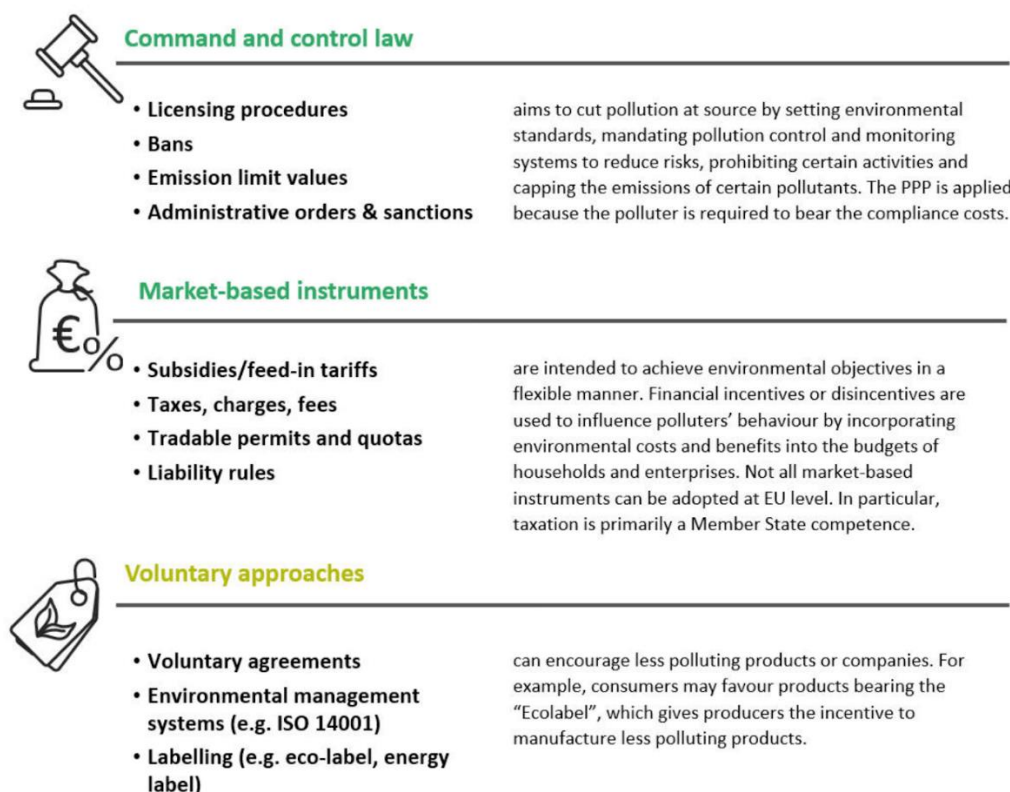 Command and control law
• Licensing procedures
• Bans
• Emission limit values
• Administrative orders & sanctions
aims to cut pollution at source by setting environmental
standards, mandating pollution control and monitoring
systems to reduce risks, prohibiting certain activities and
capping the emissions of certain pollutants. The PPP is applied
because the polluter is required to bear the compliance costs.
€%
Market-based instruments
• Subsidies/feed-in tariffs
• Taxes, charges, fees
• Tradable permits and quotas
• Liability rules
are intended to achieve environmental objectives in a
flexible manner. Financial incentives or disincentives are
used to influence polluters’ behaviour by incorporating
environmental costs and benefits into the budgets of
households and enterprises. Not all market-based
instruments can be adopted at EU level. In particular,
taxation is primarily a Member State competence.
Voluntary approaches
• Voluntary agreements
• Environmental management
systems (e.g. ISO 14001)
• Labelling (e.g. eco-label, energy
label)
can encourage less polluting products or companies. For
example, consumers may favour products bearing the
“Ecolabel”, which gives producers the incentive to
manufacture less polluting products.